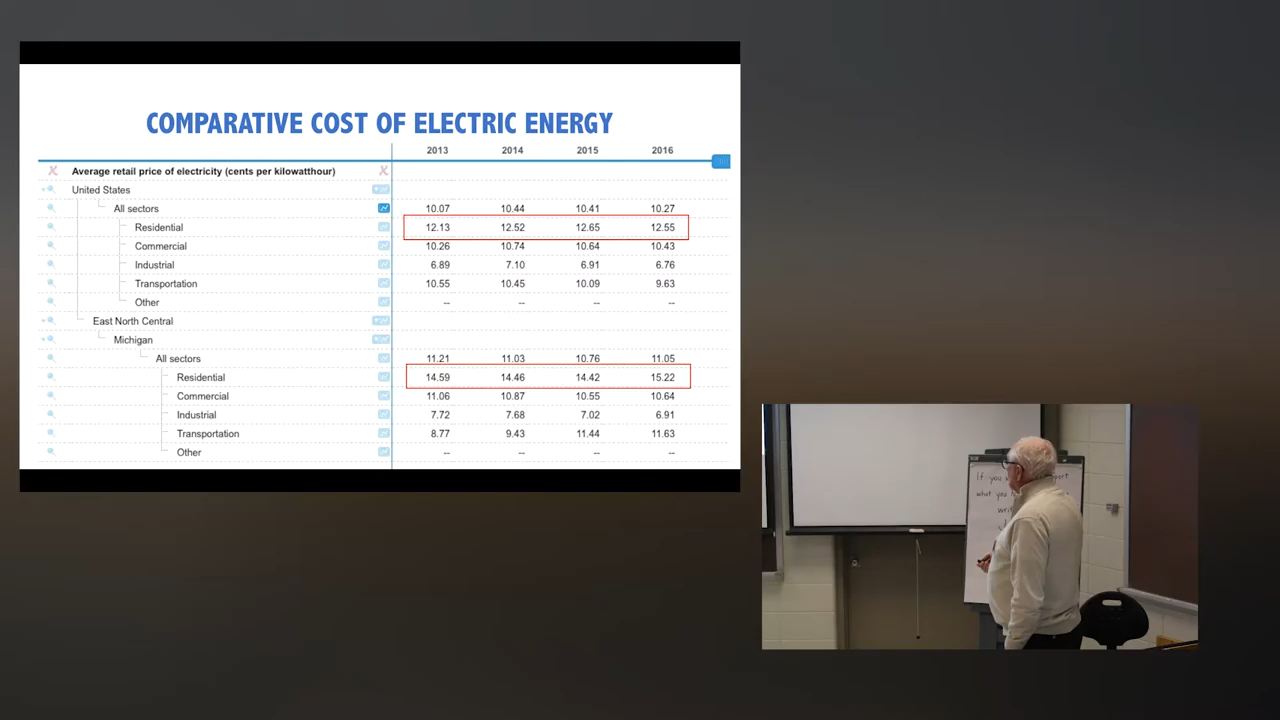 COMPARATIVE COST OF ELECTRIC ENERGY
2013 2014 2015 2016
Average retail price of electricity (cents per kilowatthour)
United States
All sectors 10.07 10.44 10.41 10.27
Residential 12.13 12.52 12.65 12.55
Commercial 10.26 10.74 10.64 10.43
Industrial 6.89 7.10 6.91 6.76
Transportation 10.55 10.45 10.09 9.63
Other -- -- -- --
East North Central
Michigan
All sectors 11.21 11.03 10.76 11.05
Residential 14.59 14.46 14.42 15.22
Commercial 11.06 10.87 10.55 10.64
Industrial 7.72 7.68 7.02 6.91
Transportation 8.77 9.43 11.44 11.63
Other -- -- -- --
If you
what you